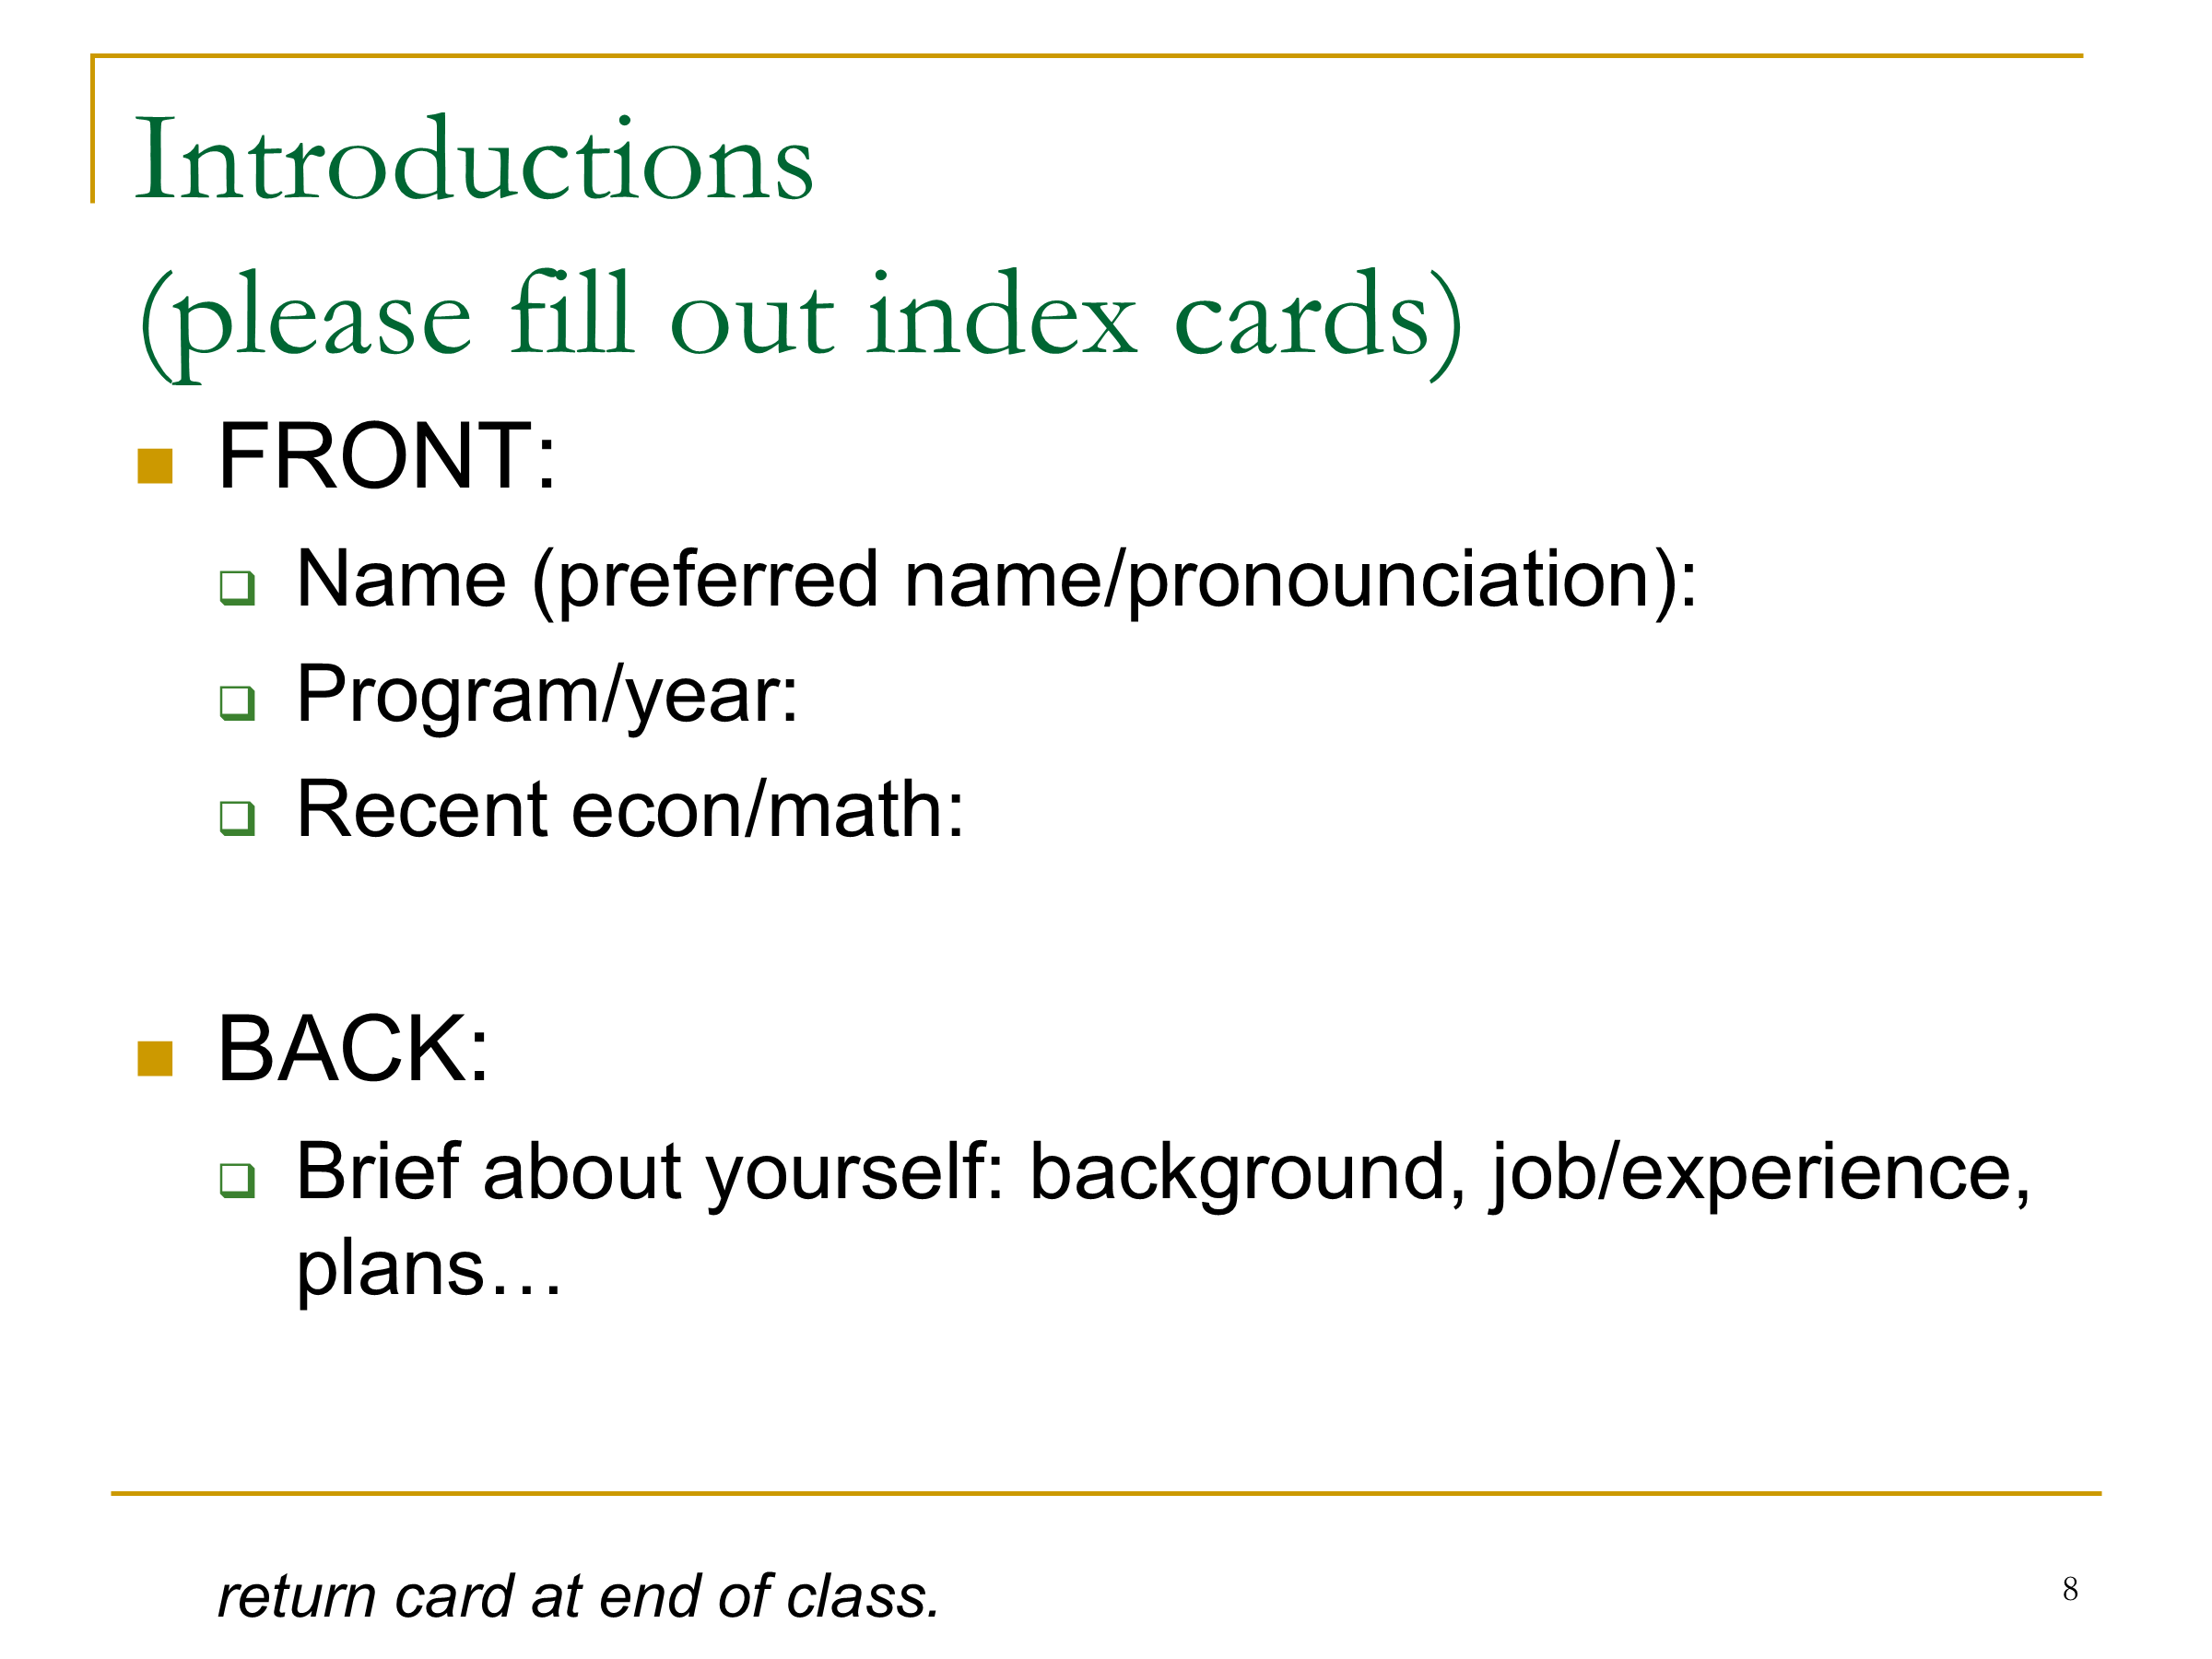 Introductions
(please fill out index cards)
FRONT:
Name (preferred name/pronounciation):
Program/year:
Recent econ/math:
BACK:
Brief about yourself: background, job/experience,
plans…
return card at end of class.
8